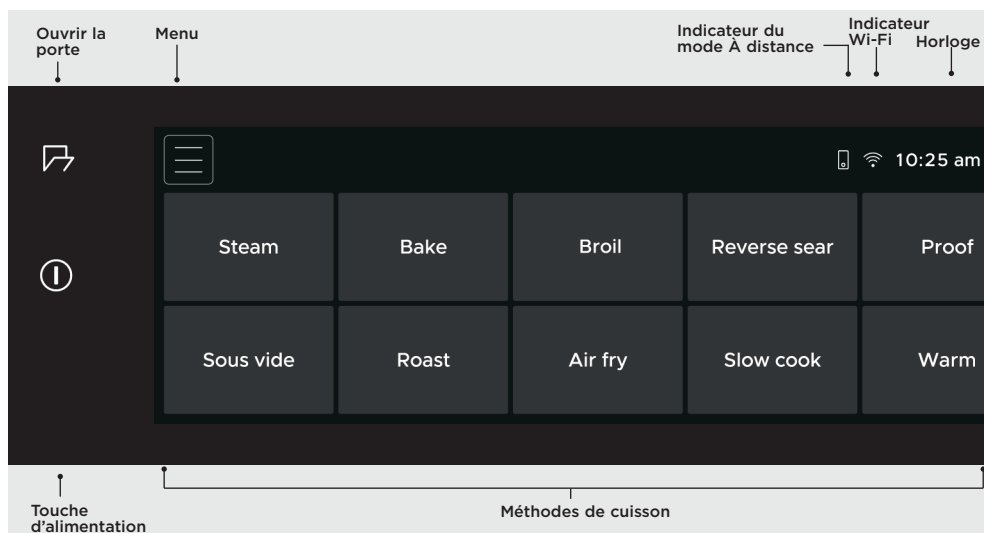 Ouvrir la
porte
Menu
Indicateur du
mode À distance
Indicateur
Wi-Fi
Horloge
10:25 am
Steam
Bake
Broil
Reverse sear
Proof
Sous vide
Roast
Air fry
Slow cook
Warm
Touche
d’alimentation
Méthodes de cuisson